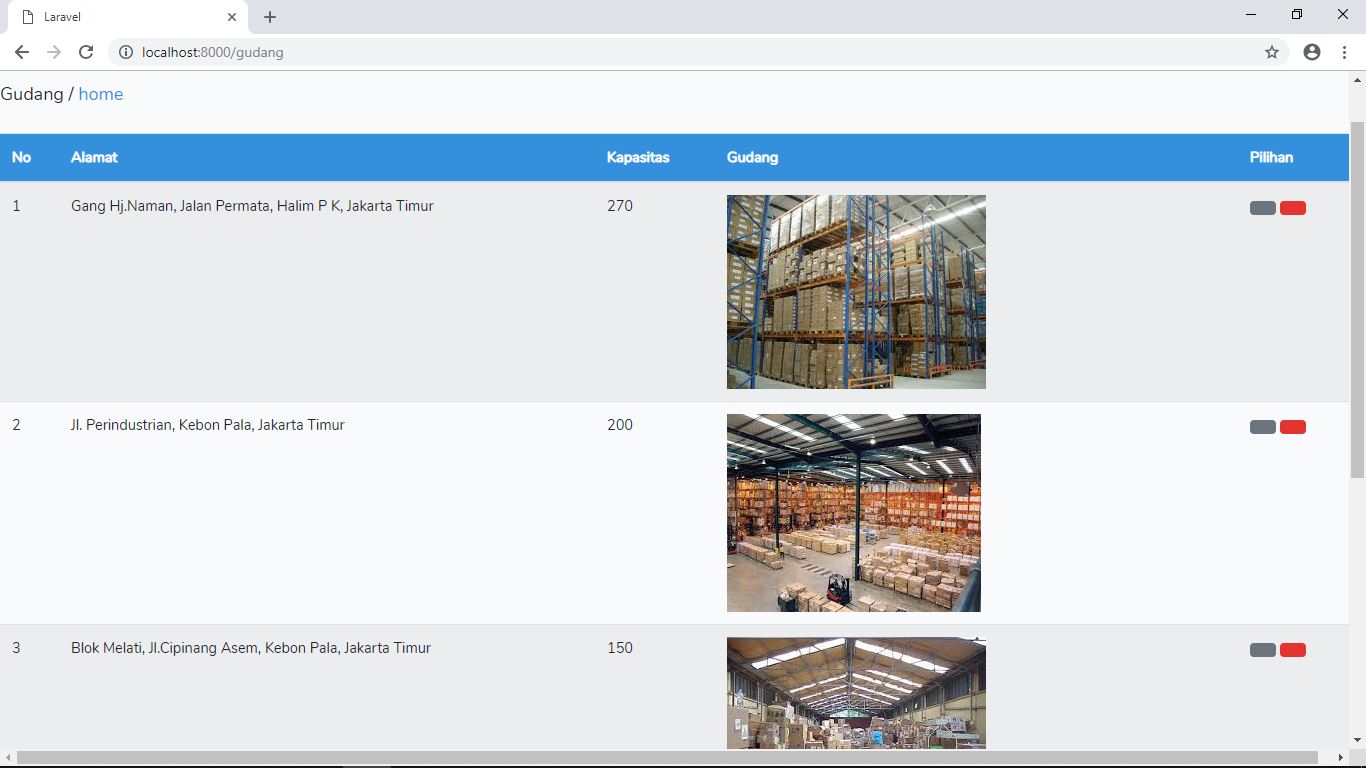 Laravel
localhost:8000/gudang
Gudang / home
No Alamat Kapasitas Gudang Pilihan
1 Gang Hj.Naman, Jalan Permata, Halim P K, Jakarta Timur 270
2 Jl. Perindustrian, Kebon Pala, Jakarta Timur 200
3 Blok Melati, Jl.Cipinang Asem, Kebon Pala, Jakarta Timur 150